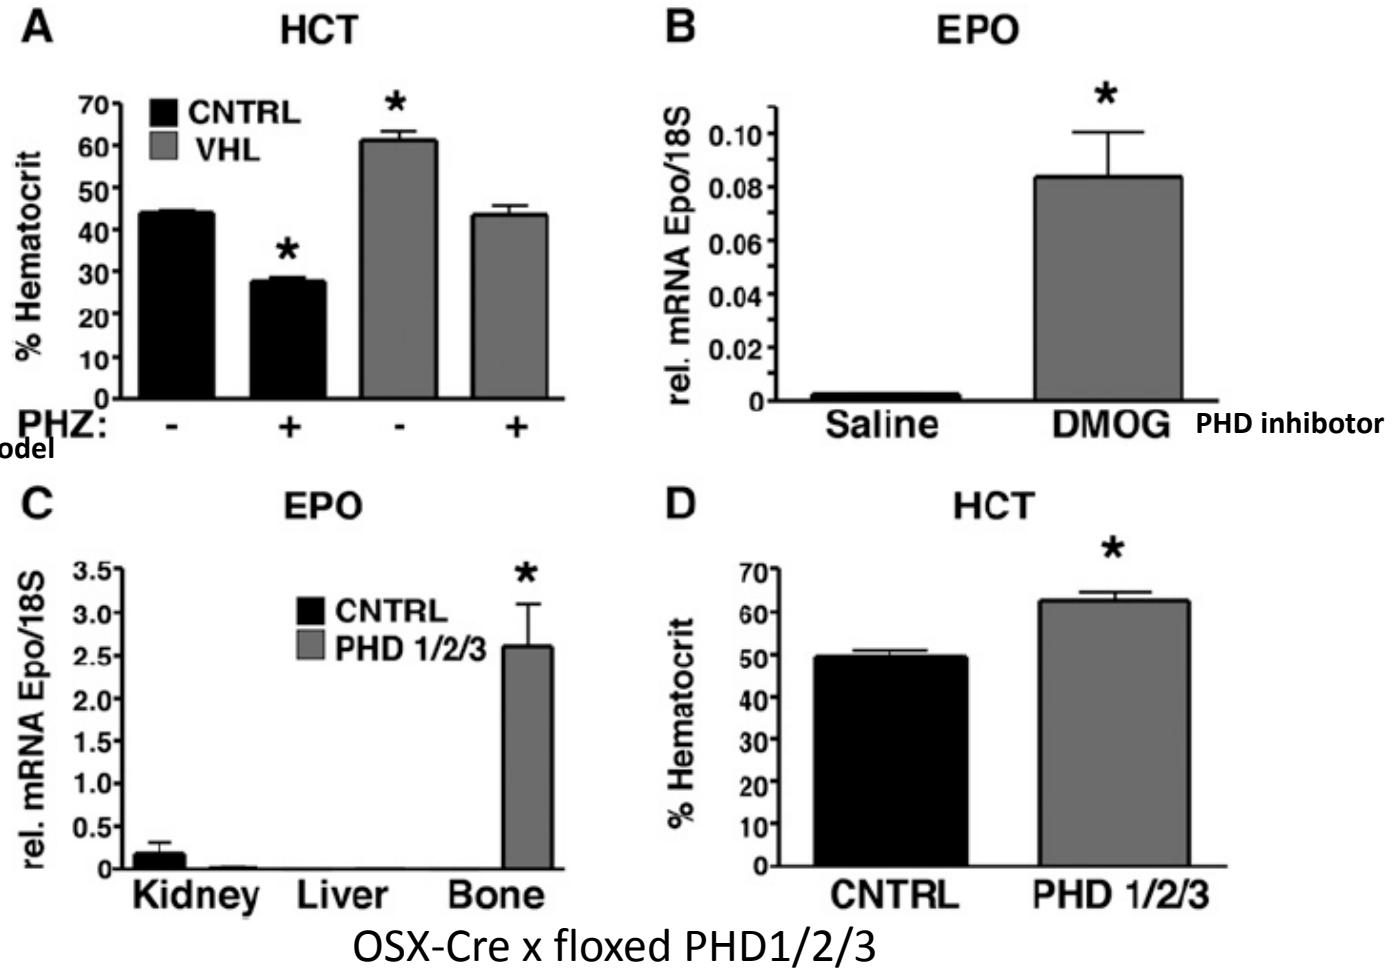 A
HCT
% Hematocrit
70
60
50
40
30
20
10
0
CNTRL
VHL
*
*
PHZ: - + - +
odel
B
EPO
rel. mRNA Epo/18S
0.10
0.08
0.06
0.04
0.02
0
*
Saline DMOG PHD inhibotor
C
EPO
rel. mRNA Epo/18S
3.5
3.0
2.5
2.0
1.5
1.0
0.5
0
CNTRL
PHD 1/2/3
*
Kidney Liver Bone
D
HCT
% Hematocrit
70
60
50
40
30
20
10
0
*
CNTRL PHD 1/2/3
OSX-Cre x floxed PHD1/2/3